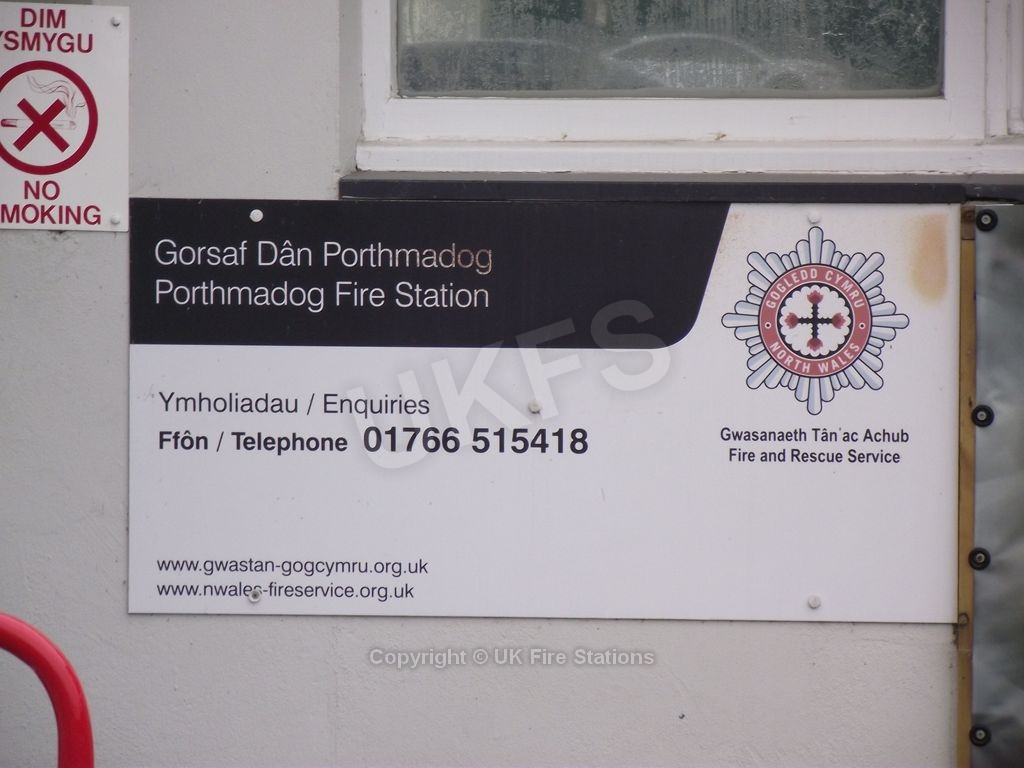 DIM
YSMYGU
NO
SMOKING
Gorsaf Dân Porthmadog
Porthmadog Fire Station
GOGLEDD CYMRU
NORTH WALES
Gwasanaeth Tân ac Achub
Fire and Rescue Service
Ymholiadau / Enquiries
Ffôn / Telephone 01766 515418
www.gwastan-gogcymru.org.uk
www.nwales-fireservice.org.uk
UKFS
Copyright © UK Fire Stations